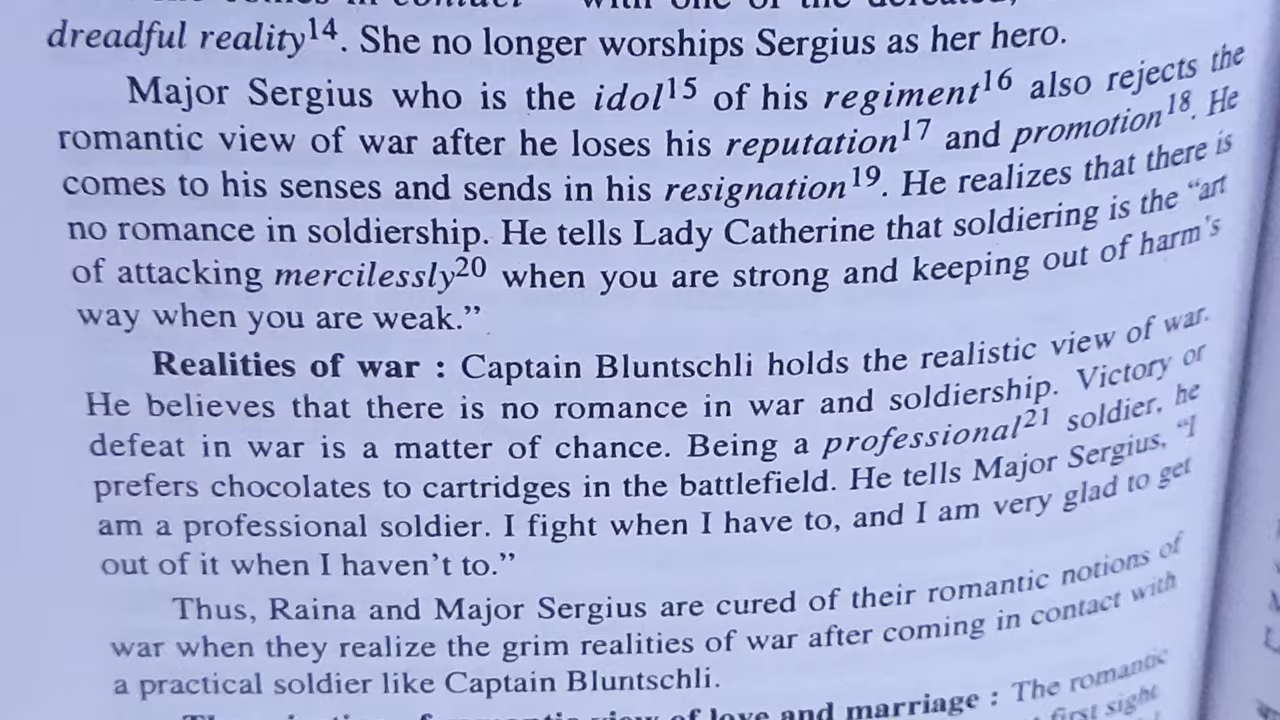 dreadful reality14. She no longer worships Sergius as her hero.
Major Sergius who is the idol15 of his regiment16 also rejects the
romantic view of war after he loses his reputation17 and promotion18. He
comes to his senses and sends in his resignation19. He realizes that there is
no romance in soldiership. He tells Lady Catherine that soldiering is the “art
of attacking mercilessly20 when you are strong and keeping out of harm's
way when you are weak.”
Realities of war : Captain Bluntschli holds the realistic view of war.
He believes that there is no romance in war and soldiership. Victory or
defeat in war is a matter of chance. Being a professional21 soldier, he
prefers chocolates to cartridges in the battlefield. He tells Major Sergius, “I
am a professional soldier. I fight when I have to, and I am very glad to get
out of it when I haven't to.”
Thus, Raina and Major Sergius are cured of their romantic notions of
war when they realize the grim realities of war after coming in contact with
a practical soldier like Captain Bluntschli.
of love and marriage : The romantic
first sight